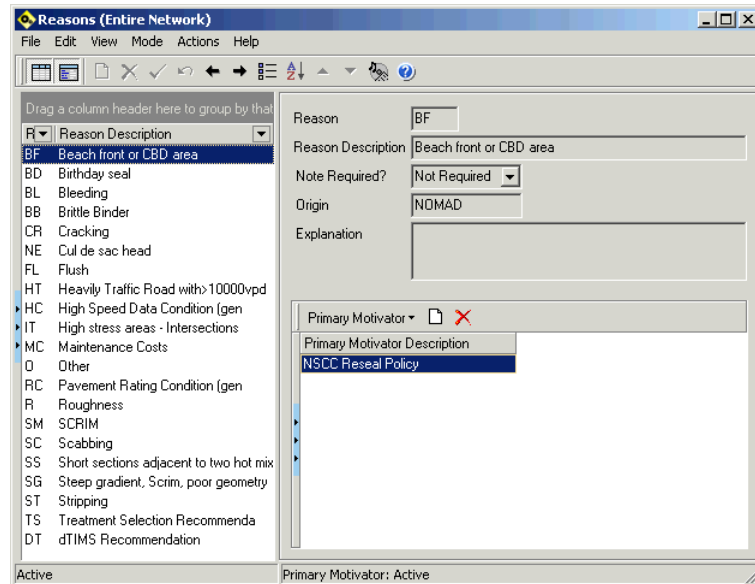 Reasons (Entire Network)
File Edit View Mode Actions Help
Drag a column header here to group by that
R Reason Description
BF Beach front or CBD area
BD Birthday seal
BL Bleeding
BB Brittle Binder
CR Cracking
NE Cul de sac head
FL Flush
HT Heavily Traffic Road with>10000vpd
HC High Speed Data Condition (gen
IT High stress areas - Intersections
MC Maintenance Costs
O Other
RC Pavement Rating Condition (gen
R Roughness
SM SCRIM
SC Scabbing
SS Short sections adjacent to two hot mix
SG Steep gradient, Scrim, poor geometry
ST Stripping
TS Treatment Selection Recommenda
DT dTIMS Recommendation
Reason BF
Reason Description Beach front or CBD area
Note Required? Not Required
Origin NOMAD
Explanation
Primary Motivator
Primary Motivator Description
NSCC Reseal Policy
Active
Primary Motivator: Active